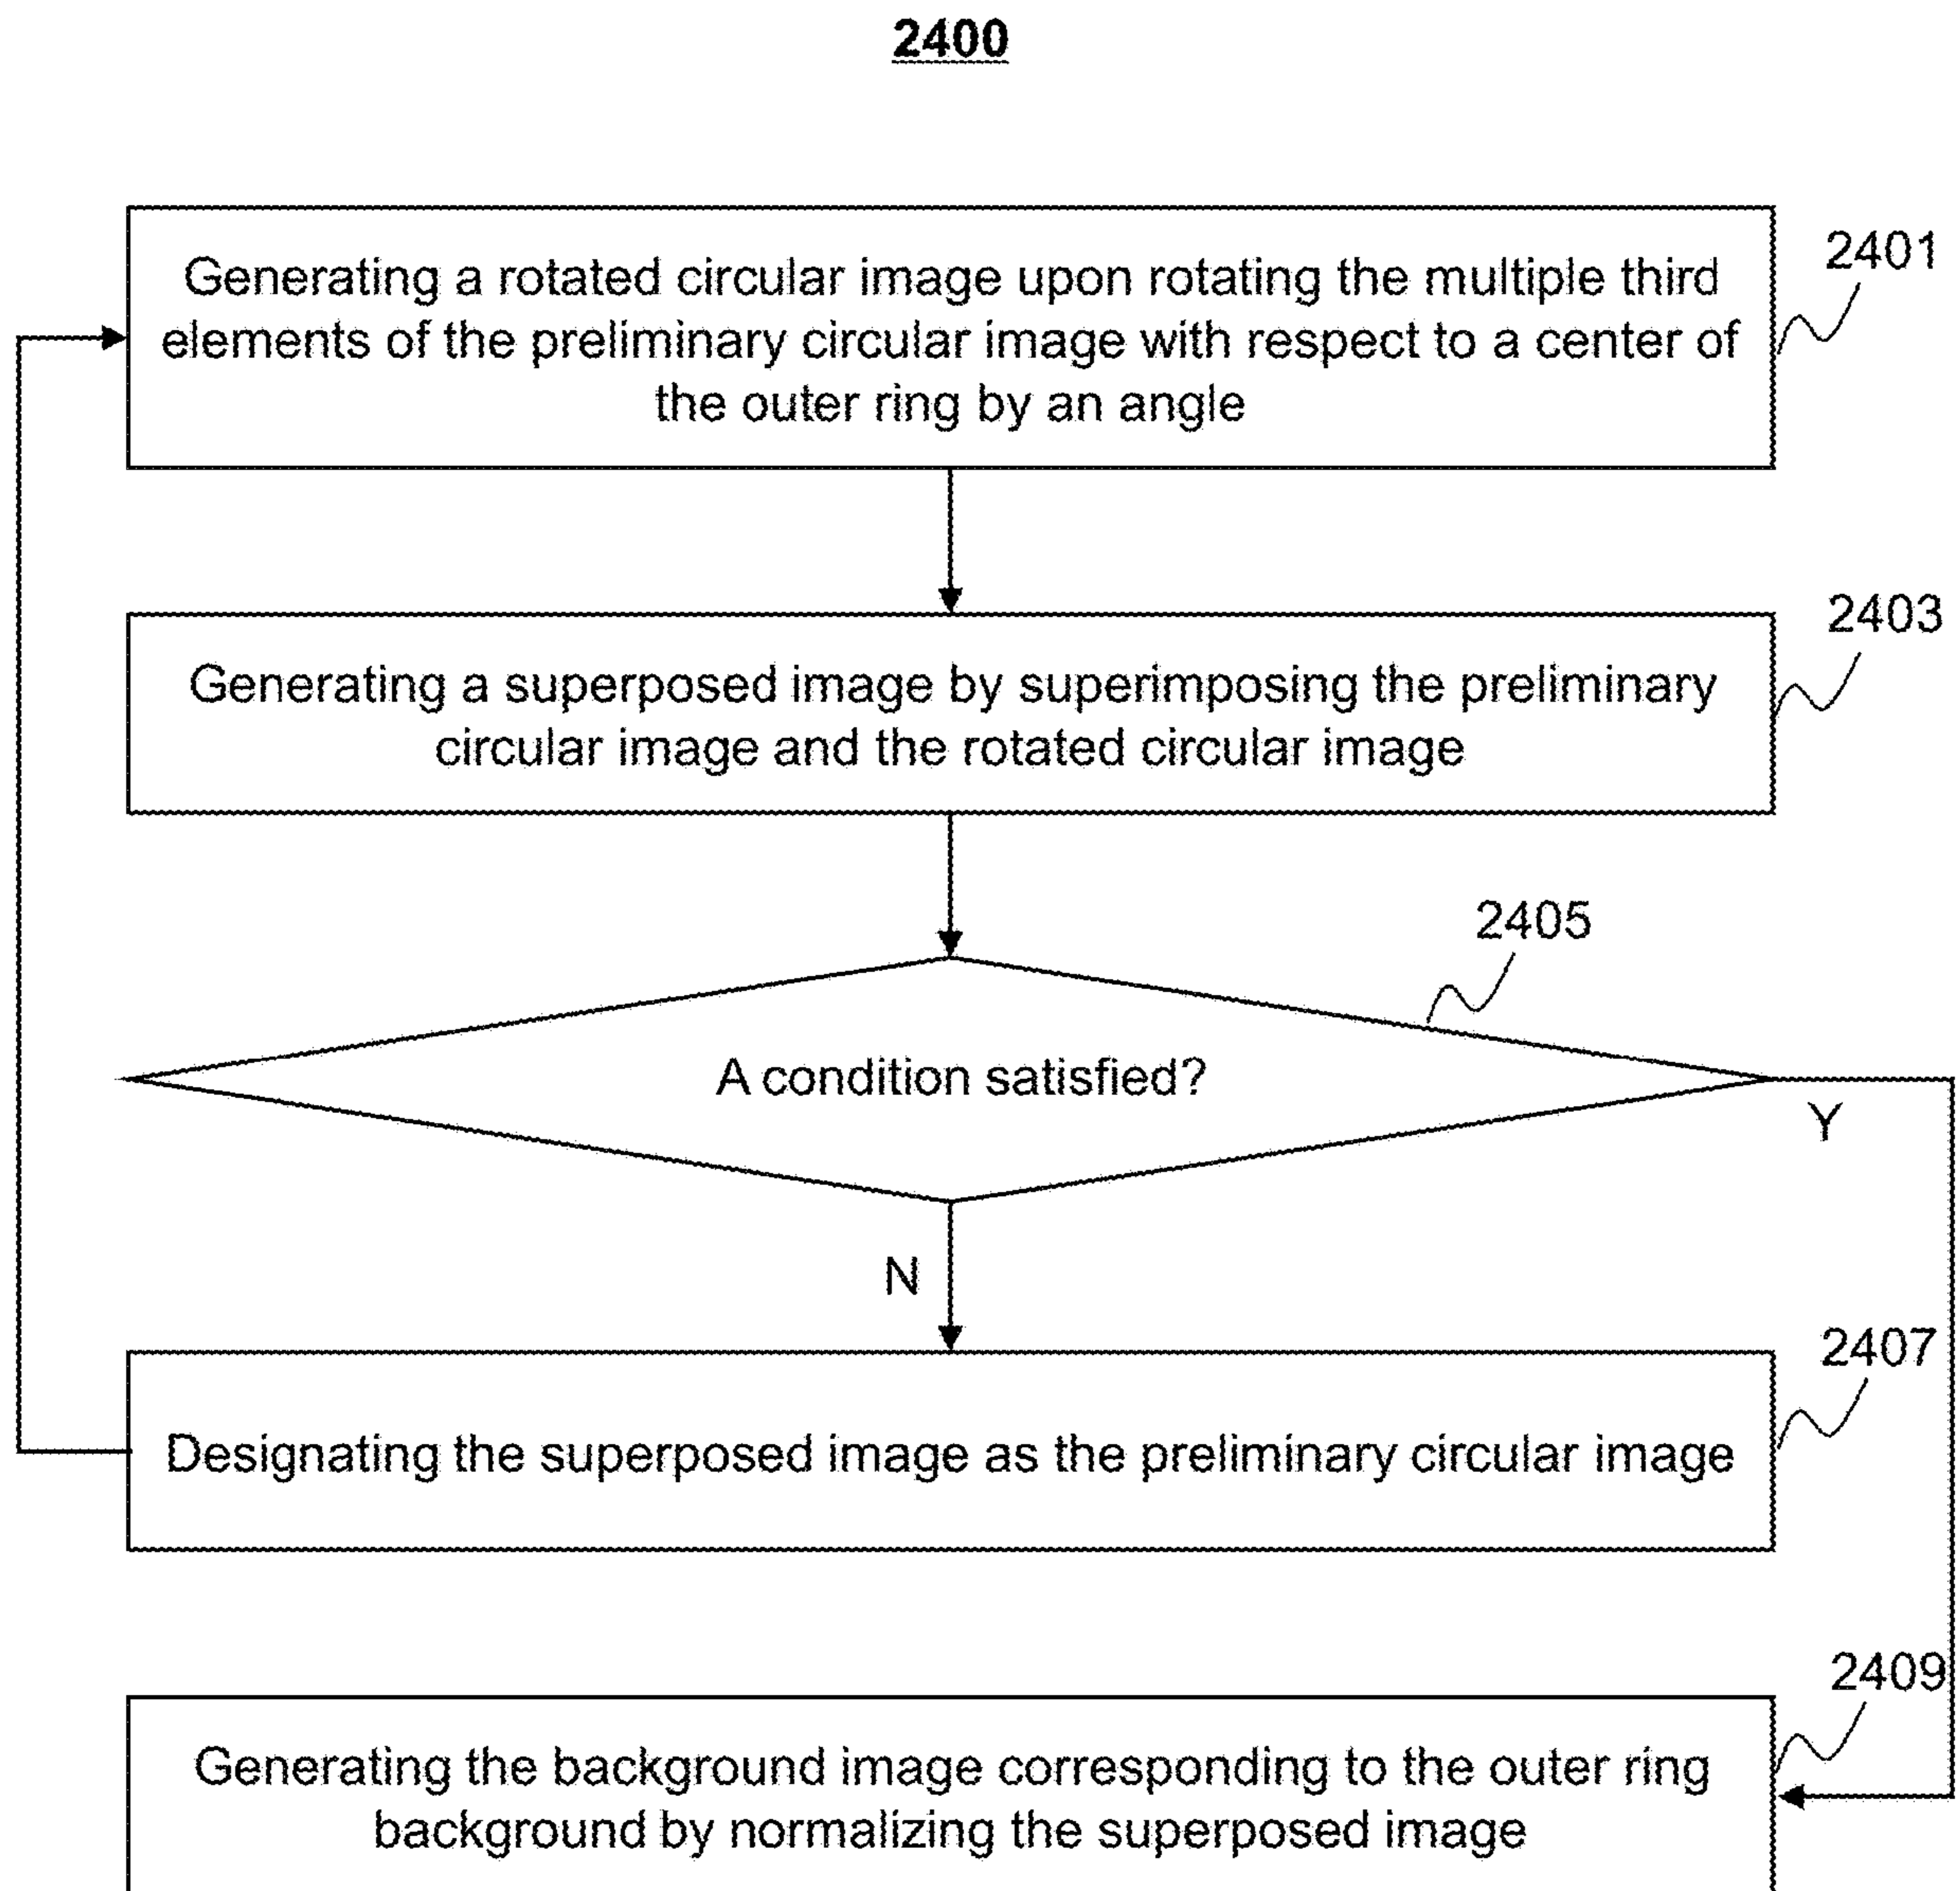 2400
2401
Generating a rotated circular image upon rotating the multiple third
elements of the preliminary circular image with respect to a center of
the outer ring by an angle
2403
Generating a superposed image by superimposing the preliminary
circular image and the rotated circular image
2405
A condition satisfied?
Y
N
2407
Designating the superposed image as the preliminary circular image
2409
Generating the background image corresponding to the outer ring
background by normalizing the superposed image